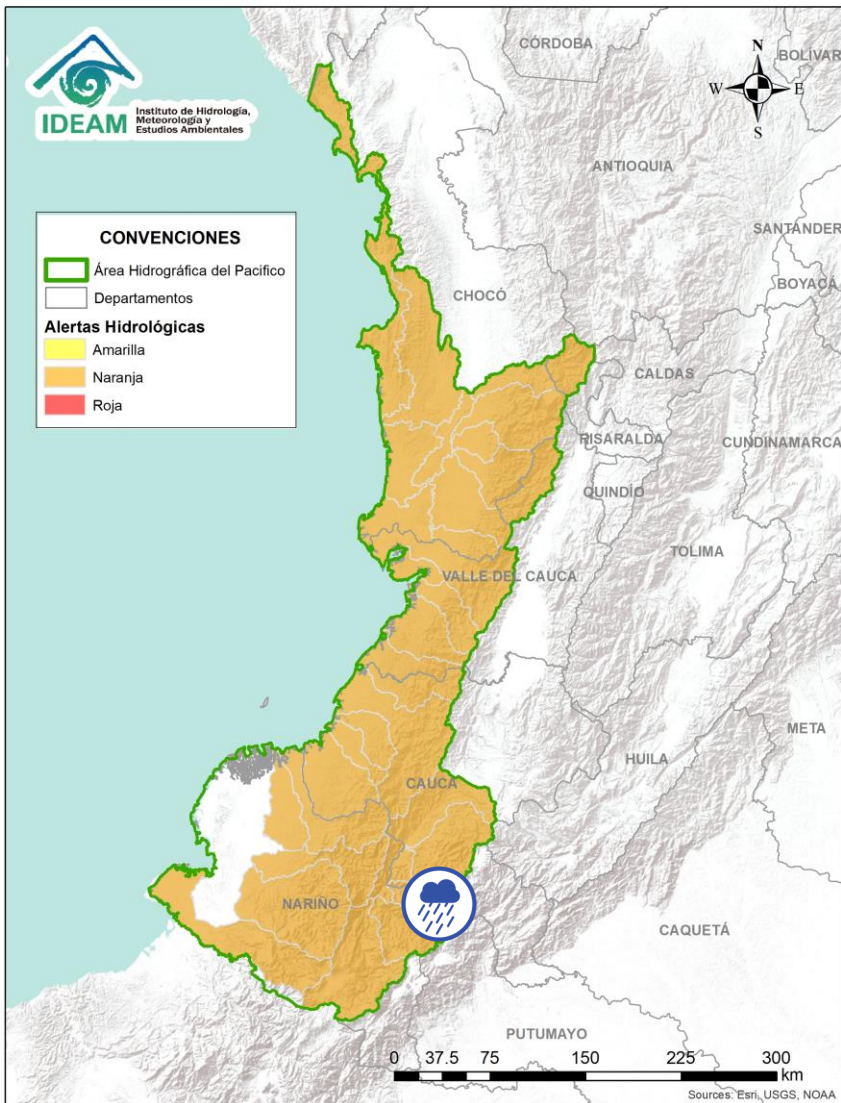 IDEAM
Instituto de Hidrología,
Meteorología y
Estudios Ambientales
CÓRDOBA
BOLÍVAR
N
W
E
S
ANTIOQUIA
SANTANDER
BOYACÁ
CONVENCIONES
Área Hidrográfica del Pacifico
Departamentos
Alertas Hidrológicas
Amarilla
Naranja
Roja
CHOCÓ
CALDAS
RISARALDA
CUNDINAMARCA
QUINDÍO
TOLIMA
VALLE DEL CAUCA
META
HUILA
CAUCA
NARIÑO
CAQUETÁ
PUTUMAYO
0 37.5 75 150 225 300
km
Sources: Esri, USGS, NOAA